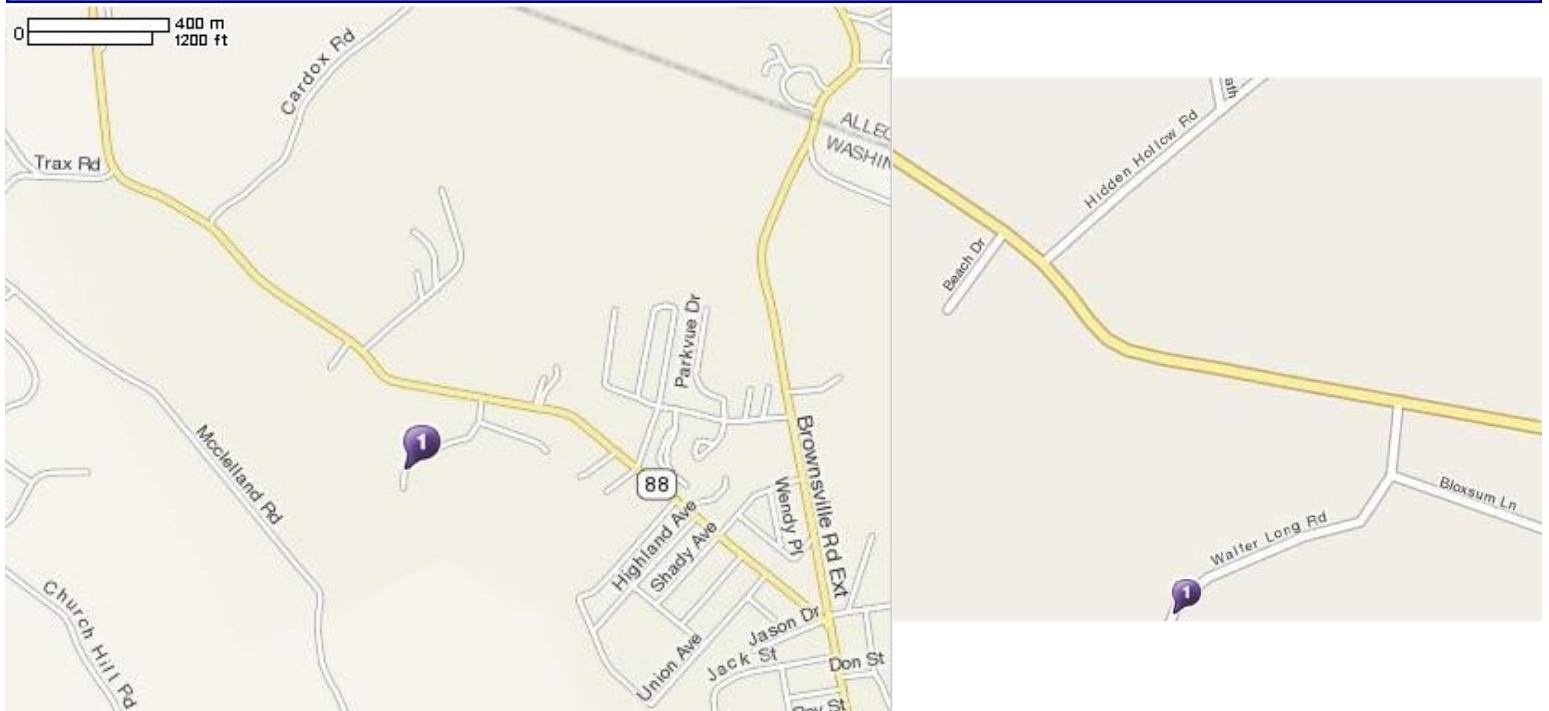 0
400 m
1200 ft
Cardox Rd
Trax Rd
ALLEG
WASHIN
Parkvue Dr
Mcclelland Rd
1
88
Brownsville Rd Ext
Wendy Pl
Highland Ave
Shady Ave
Church Hill Rd
Union Ave
Jason Dr
Jack St
Don St
ath
Hidden Hollow Rd
Beach Dr
Bloxsum Ln
Walter Long Rd
1